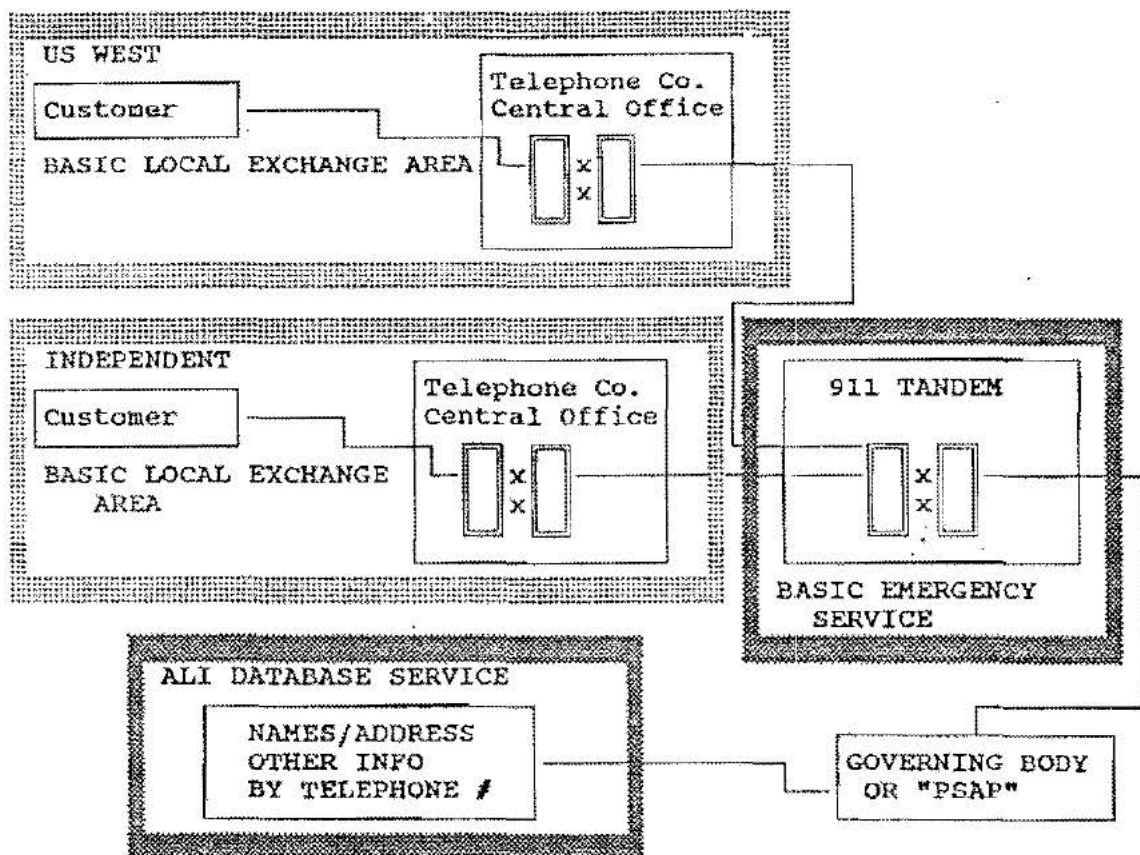 US WEST
Customer
BASIC LOCAL EXCHANGE AREA
Telephone Co.
Central Office
x
x
INDEPENDENT
Customer
BASIC LOCAL EXCHANGE
AREA
Telephone Co.
Central Office
x
x
911 TANDEM
x
x
BASIC EMERGENCY
SERVICE
ALI DATABASE SERVICE
NAMES/ADDRESS
OTHER INFO
BY TELEPHONE #
GOVERNING BODY
OR "PSAP"